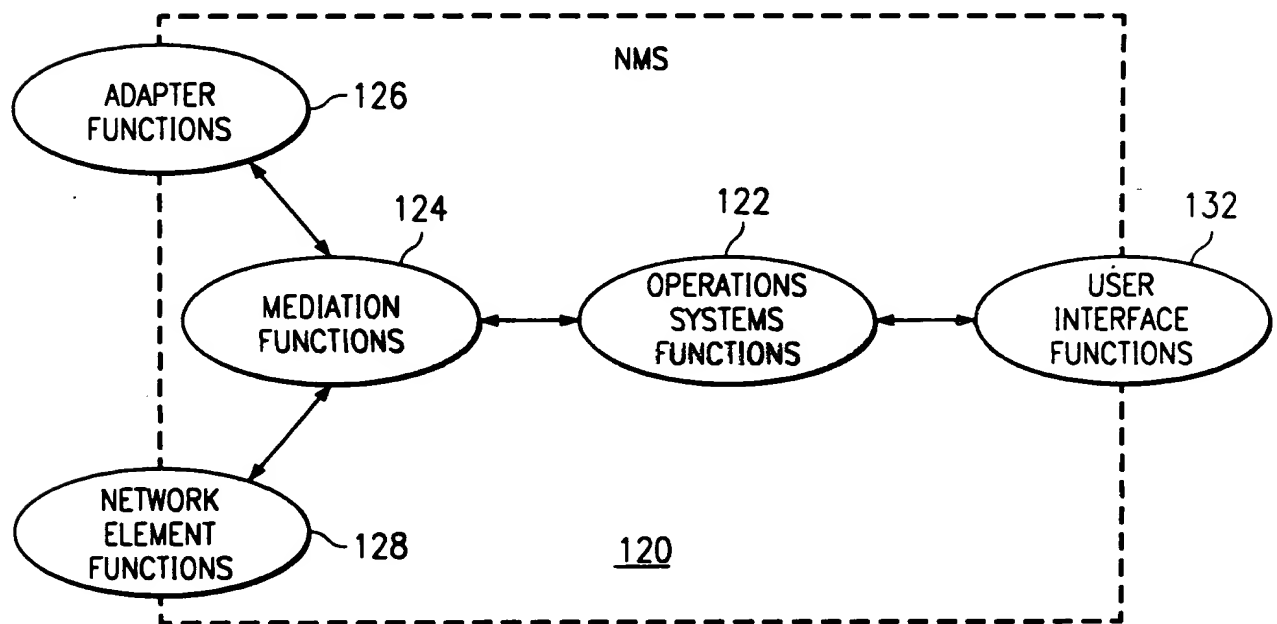 NMS
ADAPTER
FUNCTIONS
126
124
MEDIATION
FUNCTIONS
122
OPERATIONS
SYSTEMS
FUNCTIONS
132
USER
INTERFACE
FUNCTIONS
NETWORK
ELEMENT
FUNCTIONS
128
120